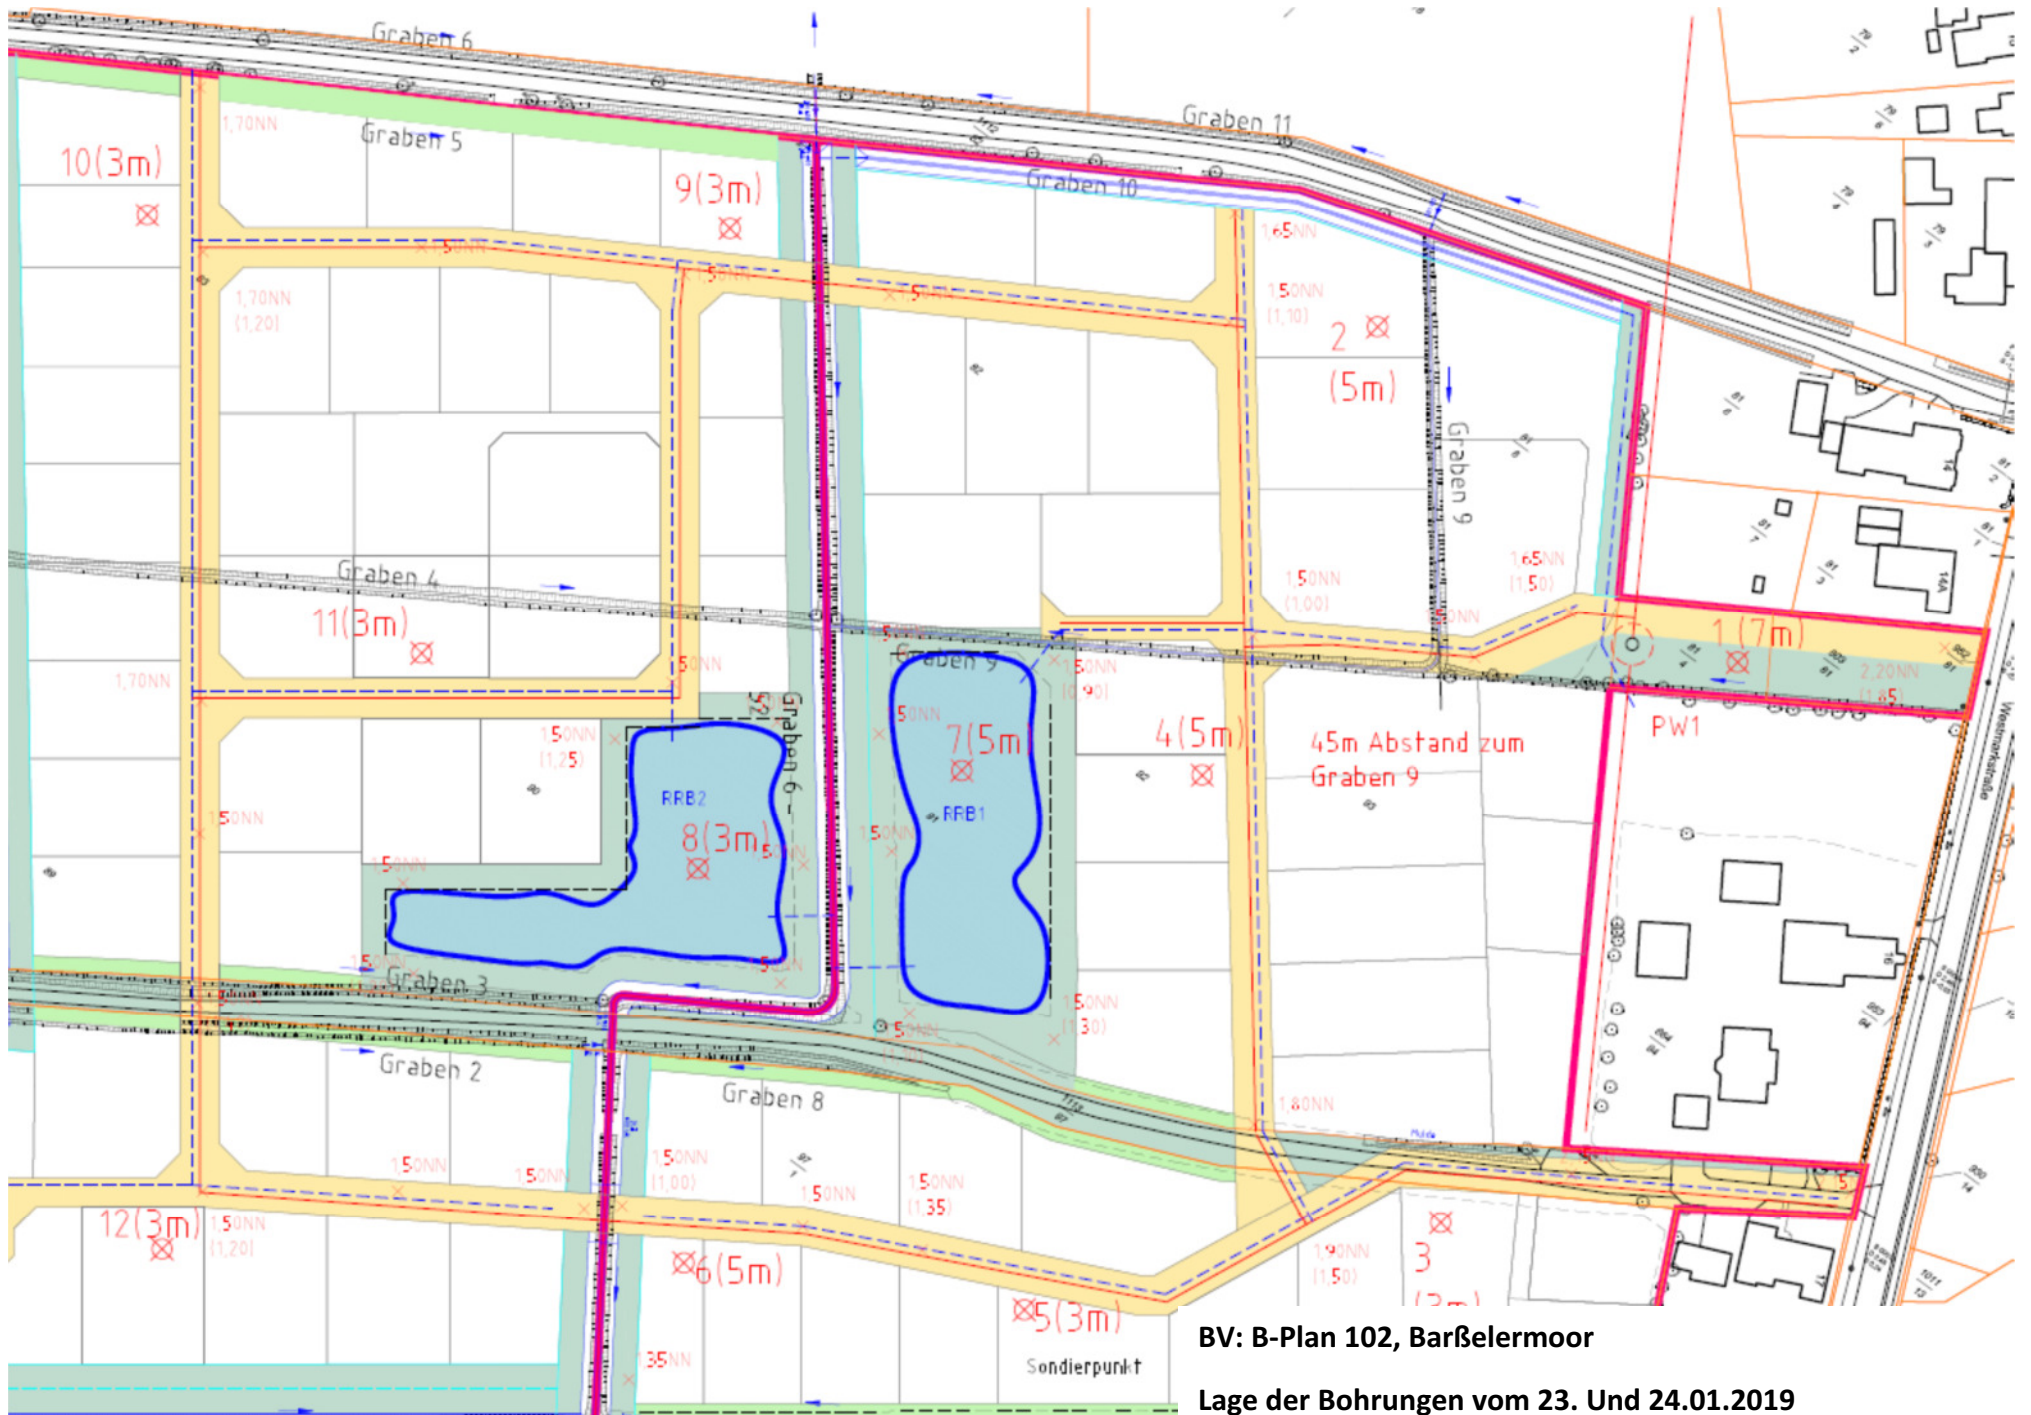 Graben 6
Graben 11
1,70NN
Graben 5
10(3m)
9(3m)
Graben 10
1,65NN
1,50NN
1,50NN
1,50NN
1,70NN
(1,20)
1,50NN
(1,10)
2
(5m)
Graben 9
Graben 4
11(3m)
1,50NN
(1,00)
1,65NN
(1,50)
1(7m)
2,20NN
(1,85)
Graben 9
1,50NN
(0,90)
1,70NN
1,50NN
(1,25)
Graben 6 -
7(5m)
4(5m)
45m Abstand zum
Graben 9
PW1
Westmarkstraße
RRB2
RRB1
8(3m)
1,50NN
1,50NN
Graben 3
1,50NN
(1,30)
Graben 2
Graben 8
1,80NN
Mulde
1,50NN
1,50NN
1,50NN
(1,00)
1,50NN
1,50NN
(1,35)
12(3m)
1,50NN
(1,20)
6(5m)
5(3m)
3
(3m)
1,90NN
(1,50)
Sondierpunkt
BV: B-Plan 102, Barßelermoor
Lage der Bohrungen vom 23. Und 24.01.2019